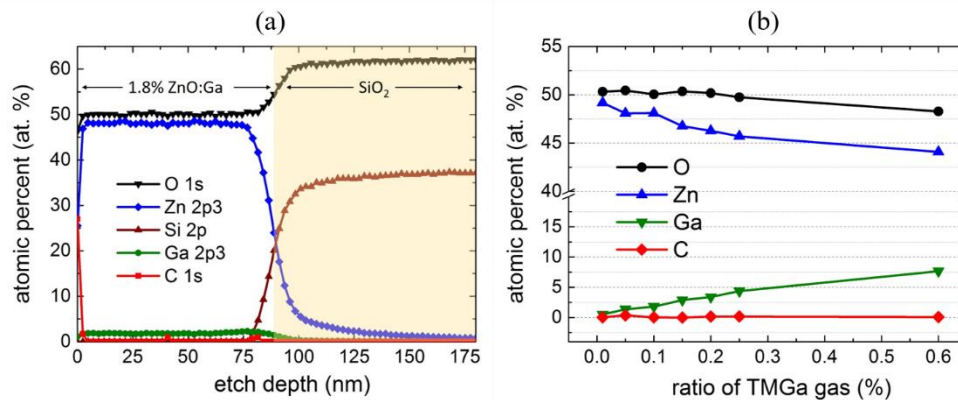 (a)
60
50
40
30
20
10
0
atomic percent (at. %)
1.8% ZnO:Ga
SiO2
O 1s
Zn 2p3
Si 2p
Ga 2p3
C 1s
0 25 50 75 100 125 150 175
etch depth (nm)
(b)
55
50
45
40
15
10
5
0
atomic percent (at. %)
O
Zn
Ga
C
0.0 0.1 0.2 0.3 0.4 0.5 0.6
ratio of TMGa gas (%)